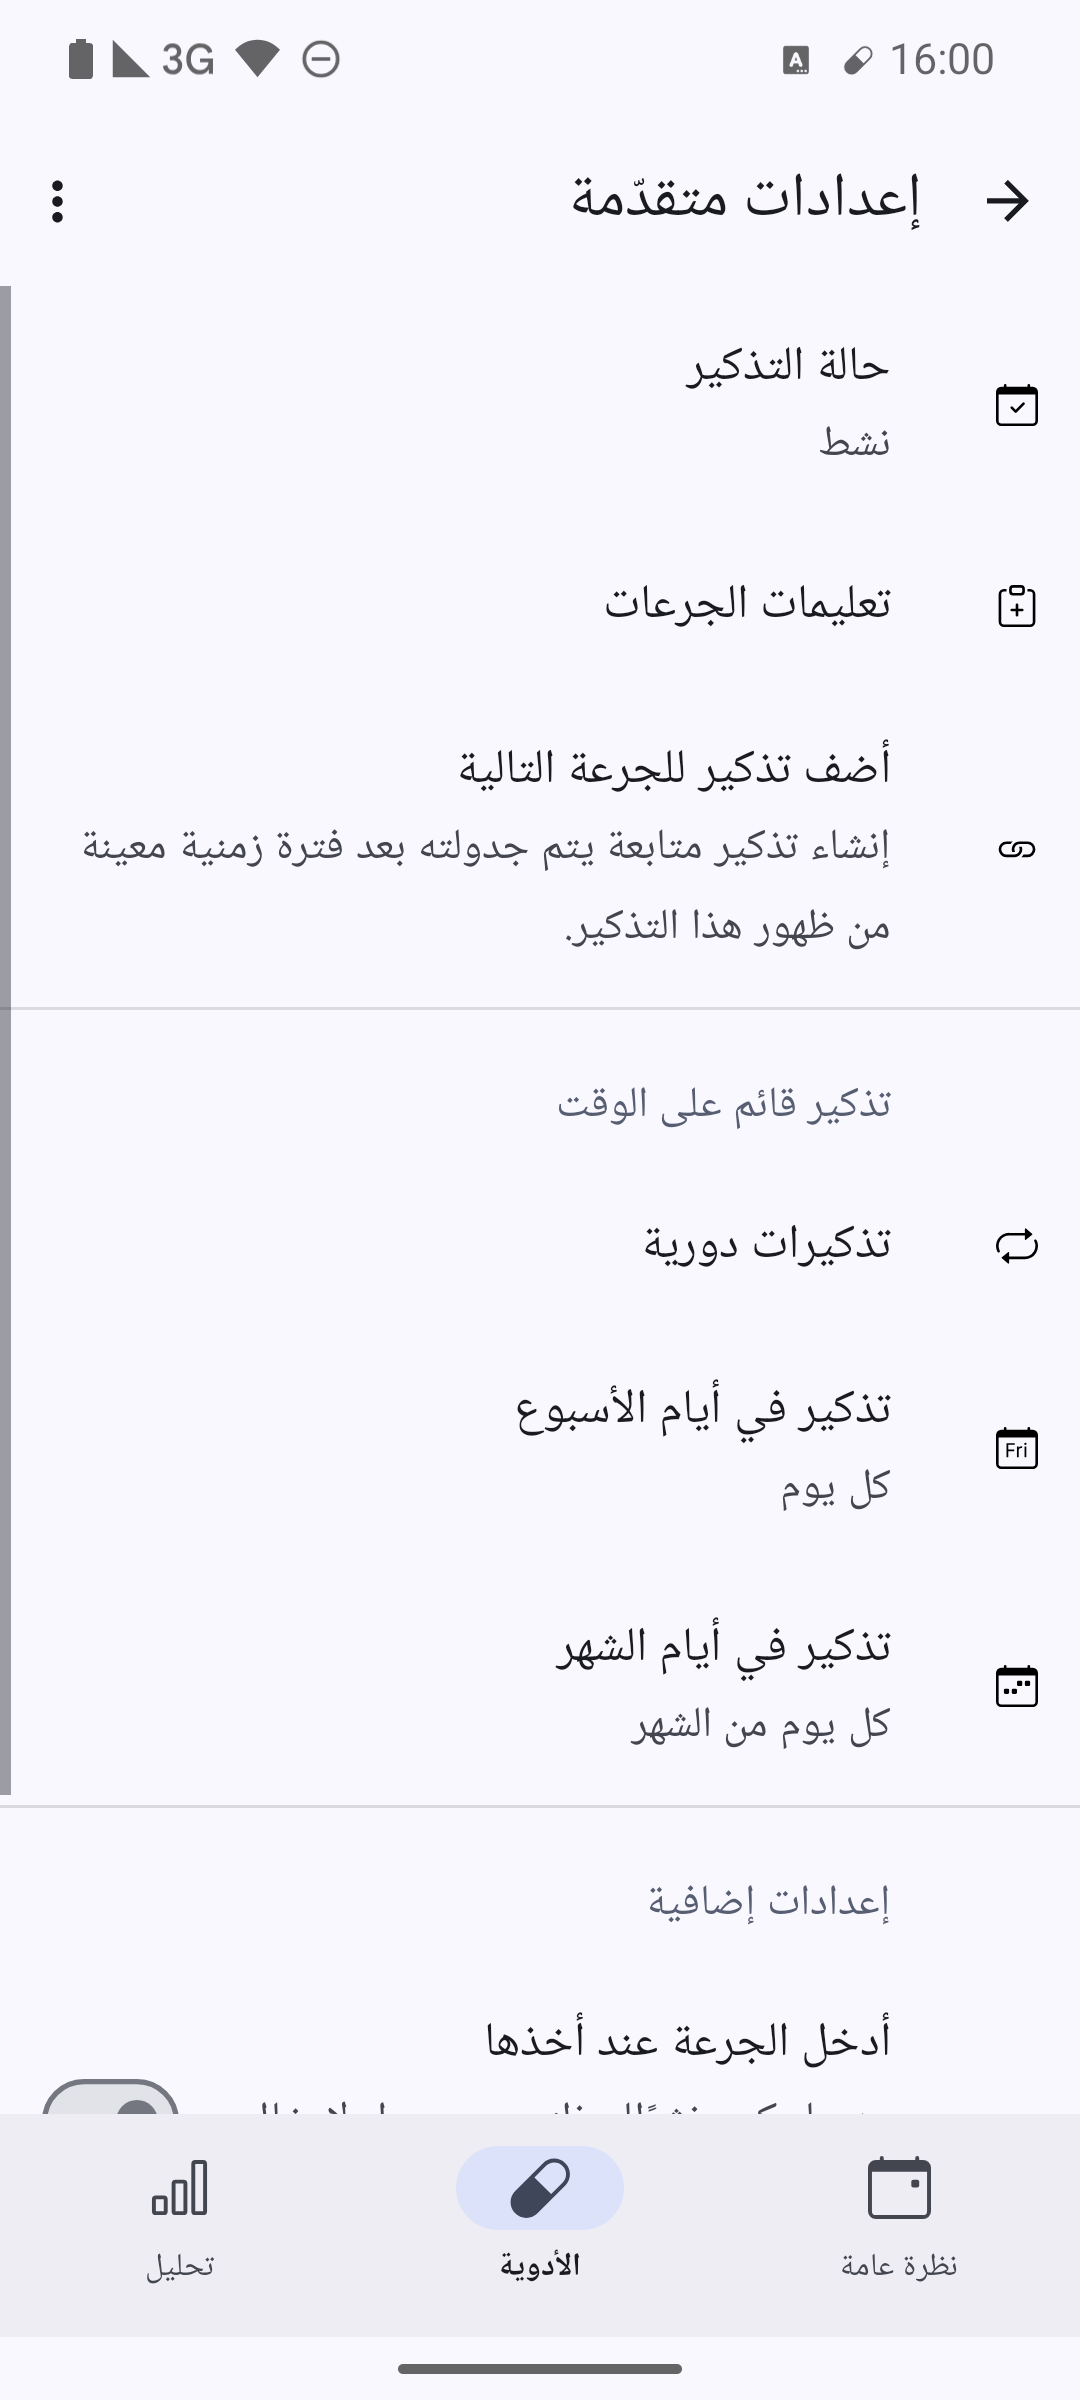 3G
16:00
إعدادات متقدّمة
حالة التذكير
نشط
تعليمات الجرعات
أضف تذكير للجرعة التالية
إنشاء تذكير متابعة يتم جدولته بعد فترة زمنية معينة
من ظهور هذا التذكير.
تذكير قائم على الوقت
تذكيرات دورية
تذكير في أيام الأسبوع
Fri
كل يوم
تذكير في أيام الشهر
كل يوم من الشهر
إعدادات إضافية
أدخل الجرعة عند أخذها
نظرة عامة
الأدوية
تحليل